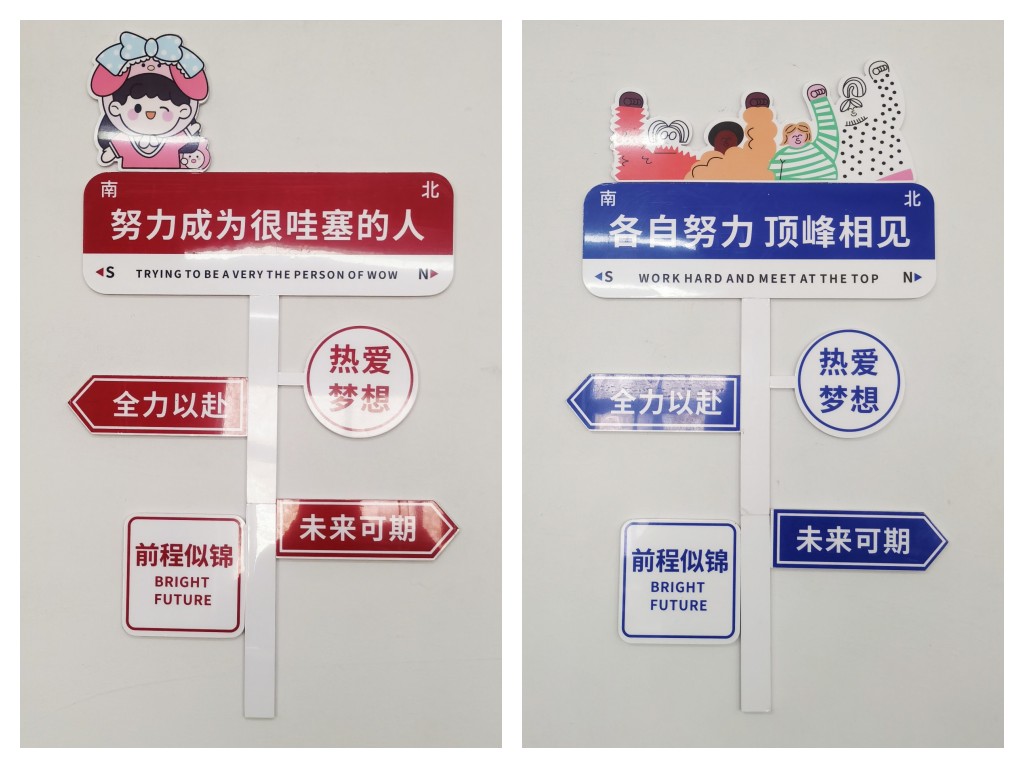 南 北
努力成为很哇塞的人
S TRYING TO BE A VERY THE PERSON OF WOW N
热爱
梦想
全力以赴
未来可期
前程似锦
BRIGHT
FUTURE
南 北
各自努力 顶峰相见
S WORK HARD AND MEET AT THE TOP N
热爱
梦想
全力以赴
未来可期
前程似锦
BRIGHT
FUTURE